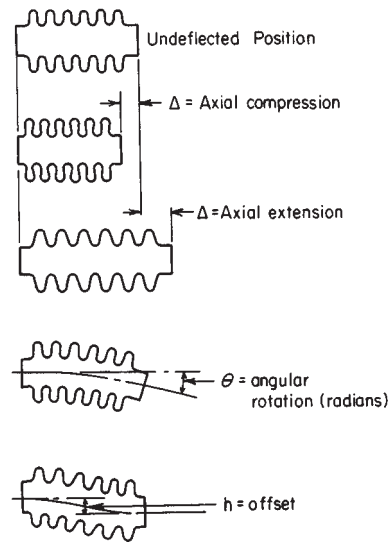 Undeflected Position
Δ = Axial compression
Δ = Axial extension
θ = angular
rotation (radians)
h = offset